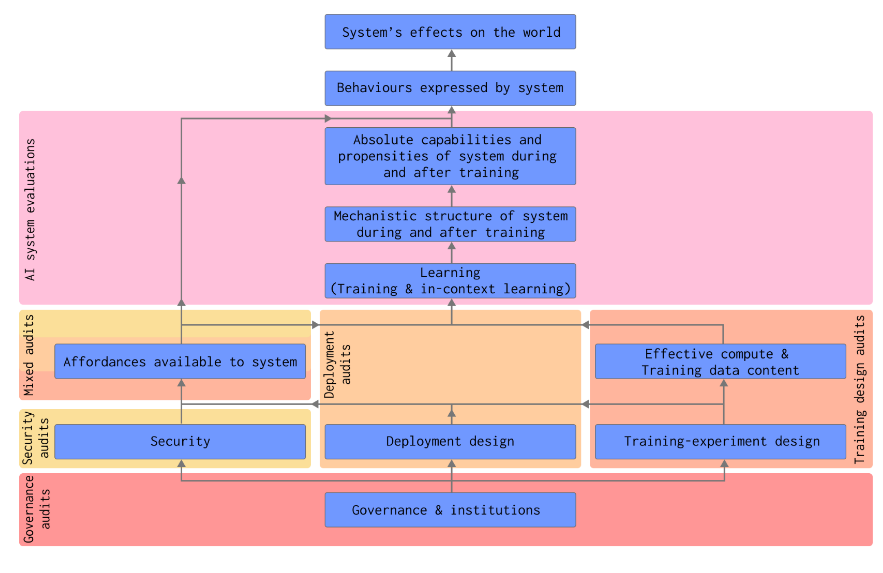 System's effects on the world
Behaviours expressed by system
AI system evaluations
Absolute capabilities and
propensities of system during
and after training
Mechanistic structure of system
during and after training
Learning
(Training & in-context learning)
Mixed audits
Affordances available to system
Deployment
audits
Effective compute &
Training data content
Training design audits
Security
audits
Security
Deployment design
Training-experiment design
Governance
audits
Governance & institutions